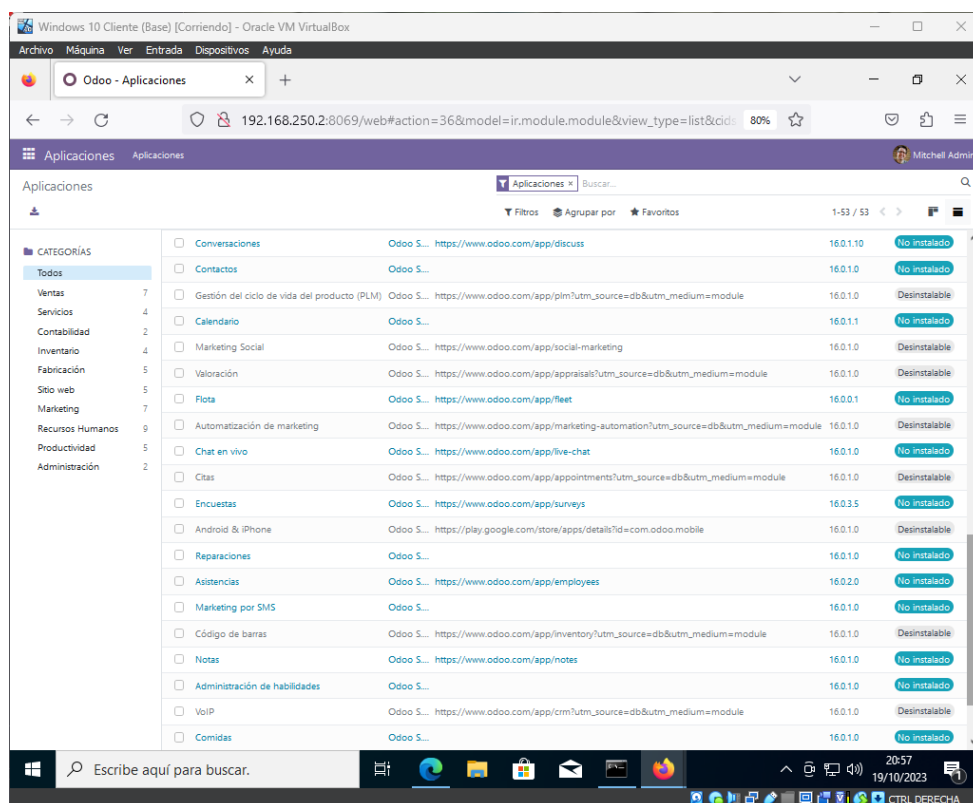 Windows 10 Cliente (Base) [Corriendo] - Oracle VM VirtualBox
Archivo Máquina Ver Entrada Dispositivos Ayuda
Odoo - Aplicaciones
192.168.250.2:8069/web#action=36&model=ir.module.module&view_type=list&cids 80%
Aplicaciones Aplicaciones Mitchell Admin
Aplicaciones Aplicaciones × Buscar...
Filtros Agrupar por Favoritos 1-53 / 53
CATEGORÍAS
Todos
Ventas 7
Servicios 4
Contabilidad 2
Inventario 4
Fabricación 5
Sitio web 5
Marketing 7
Recursos Humanos 9
Productividad 5
Administración 2
Conversaciones Odoo S... https://www.odoo.com/app/discuss 16.0.1.10 No instalado
Contactos Odoo S... 16.0.1.0 No instalado
Gestión del ciclo de vida del producto (PLM) Odoo S... https://www.odoo.com/app/plm?utm_source=db&utm_medium=module 16.0.1.0 Desinstalable
Calendario Odoo S... 16.0.1.1 No instalado
Marketing Social Odoo S... https://www.odoo.com/app/social-marketing 16.0.1.0 Desinstalable
Valoración Odoo S... https://www.odoo.com/app/appraisals?utm_source=db&utm_medium=module 16.0.1.0 Desinstalable
Flota Odoo S... https://www.odoo.com/app/fleet 16.0.0.1 No instalado
Automatización de marketing Odoo S... https://www.odoo.com/app/marketing-automation?utm_source=db&utm_medium=module 16.0.1.0 Desinstalable
Chat en vivo Odoo S... https://www.odoo.com/app/live-chat 16.0.1.0 No instalado
Citas Odoo S... https://www.odoo.com/app/appointments?utm_source=db&utm_medium=module 16.0.1.0 Desinstalable
Encuestas Odoo S... https://www.odoo.com/app/surveys 16.0.3.5 No instalado
Android & iPhone Odoo S... https://play.google.com/store/apps/details?id=com.odoo.mobile 16.0.1.0 Desinstalable
Reparaciones Odoo S... 16.0.1.0 No instalado
Asistencias Odoo S... https://www.odoo.com/app/employees 16.0.2.0 No instalado
Marketing por SMS Odoo S... 16.0.1.0 No instalado
Código de barras Odoo S... https://www.odoo.com/app/inventory?utm_source=db&utm_medium=module 16.0.1.0 Desinstalable
Notas Odoo S... https://www.odoo.com/app/notes 16.0.1.0 No instalado
Administración de habilidades Odoo S... 16.0.1.0 No instalado
VoIP Odoo S... https://www.odoo.com/app/crm?utm_source=db&utm_medium=module 16.0.1.0 Desinstalable
Comidas Odoo S... 16.0.1.0 No instalado
Escribe aquí para buscar. 20:57
19/10/2023 1
CTRL DERECHA